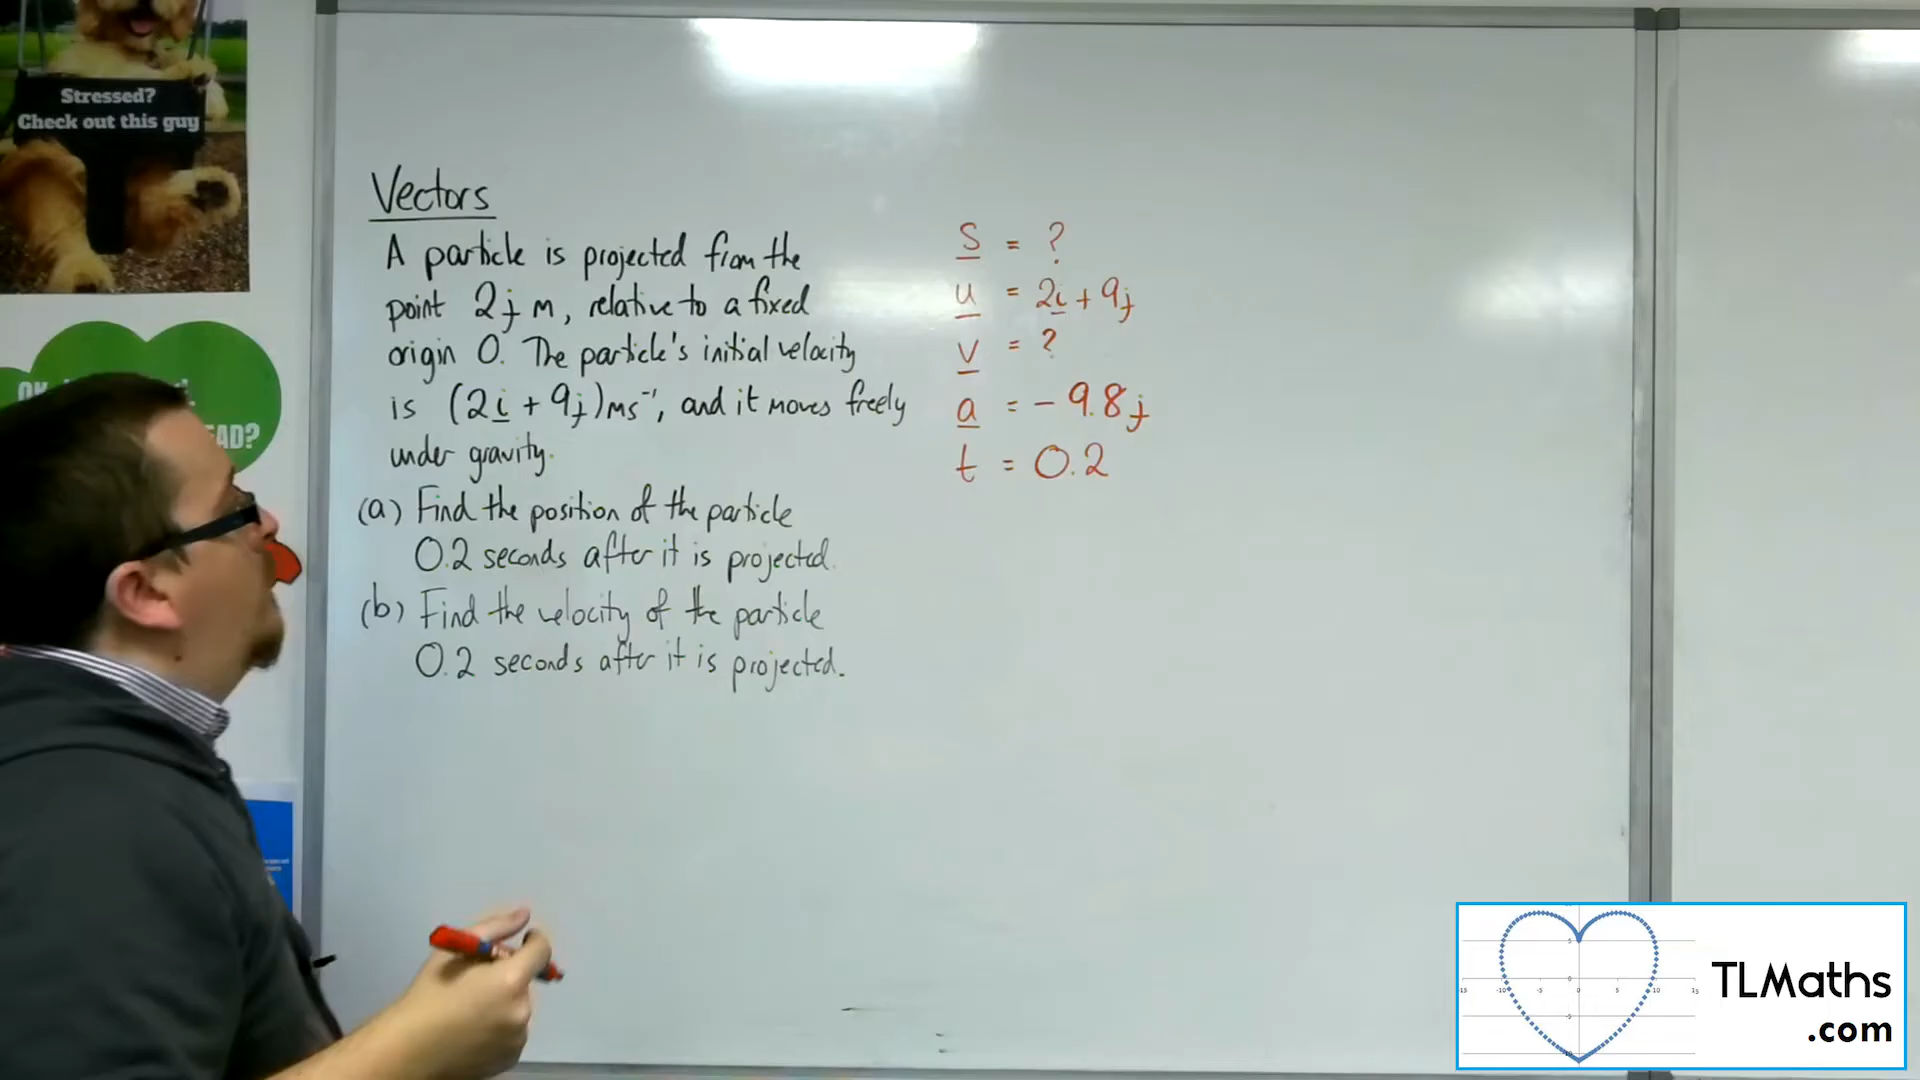 Stressed?
Check out this guy
AD?
Vectors
A particle is projected from the
point 2j m, relative to a fixed
origin O. The particle's initial velocity
is (2i + 9j)ms⁻¹, and it moves freely
under gravity.
(a) Find the position of the particle
0.2 seconds after it is projected.
(b) Find the velocity of the particle
0.2 seconds after it is projected.
s = ?
u = 2i + 9j
v = ?
a = -9.8j
t = 0.2
TLMaths
.com